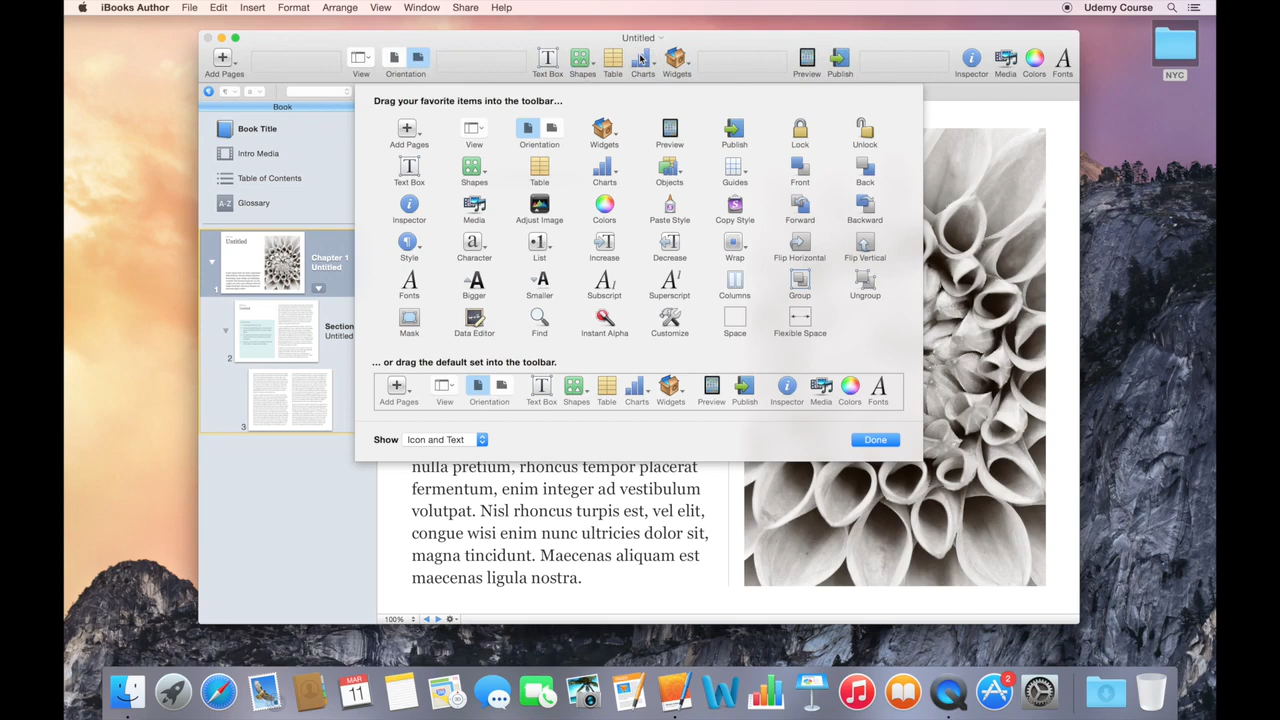 iBooks Author File Edit Insert Format Arrange View Window Share Help Udemy Course
Untitled
Add Pages View Orientation Text Box Shapes Table Charts Widgets Preview Publish Inspector Media Colors Fonts
NYC
Book
Book Title
Intro Media
Table of Contents
A-Z Glossary
Untitled
Chapter 1
Untitled
1
Section
Untitled
2
3
Drag your favorite items into the toolbar...
Add Pages View Orientation Widgets Preview Publish Lock Unlock
Text Box Shapes Table Charts Objects Guides Front Back
Inspector Media Adjust Image Colors Paste Style Copy Style Forward Backward
Style Character List Increase Decrease Wrap Flip Horizontal Flip Vertical
Fonts Bigger Smaller Subscript Superscript Columns Group Ungroup
Mask Data Editor Find Instant Alpha Customize Space Flexible Space
... or drag the default set into the toolbar.
Add Pages View Orientation Text Box Shapes Table Charts Widgets Preview Publish Inspector Media Colors Fonts
Show Icon and Text Done
nulla pretium, rhoncus tempor placerat
fermentum, enim integer ad vestibulum
volutpat. Nisl rhoncus turpis est, vel elit,
congue wisi enim nunc ultricies dolor sit,
magna tincidunt. Maecenas aliquam est
maecenas ligula nostra.
100%
MAR
11
2